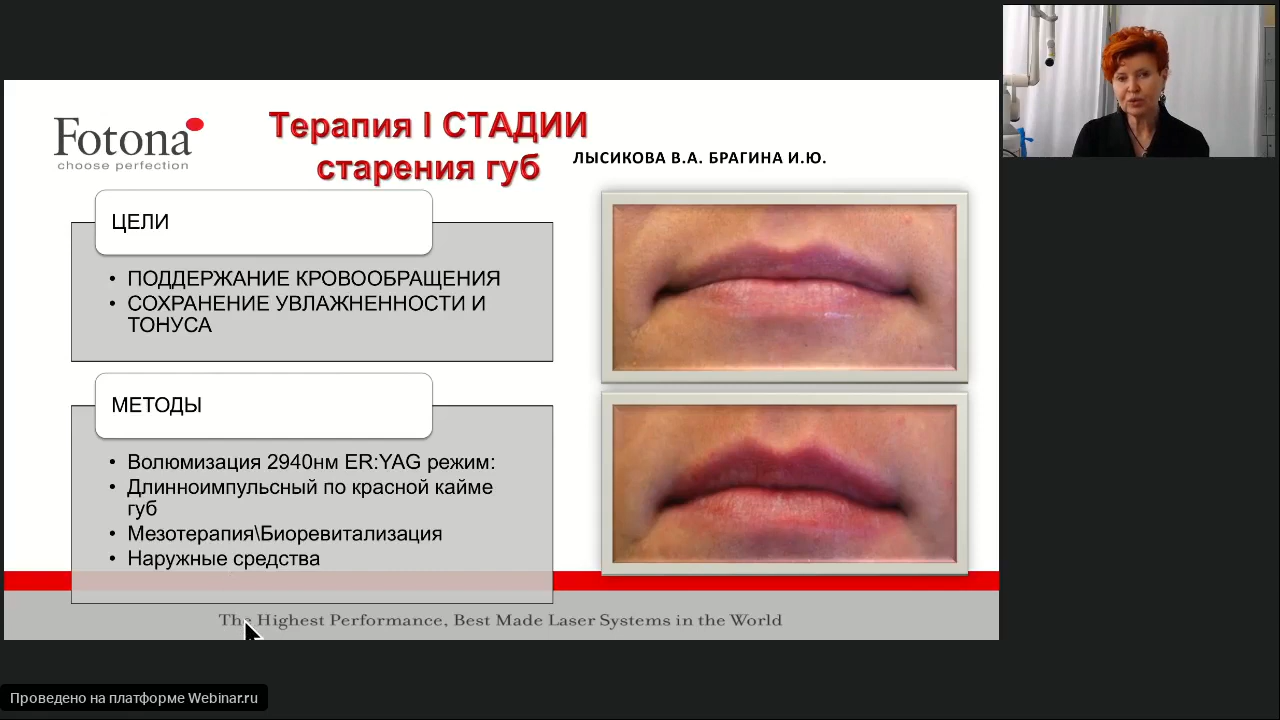 Fotona
choose perfection
Терапия I СТАДИИ
старения губ
ЛЫСИКОВА В.А. БРАГИНА И.Ю.
ЦЕЛИ
• ПОДДЕРЖАНИЕ КРОВООБРАЩЕНИЯ
• СОХРАНЕНИЕ УВЛАЖНЕННОСТИ И
ТОНУСА
МЕТОДЫ
• Волюмизация 2940нм ER:YAG режим:
• Длинноимпульсный по красной кайме
губ
• Мезотерапия\Биоревитализация
• Наружные средства
The Highest Performance, Best Made Laser Systems in the World
Проведено на платформе Webinar.ru